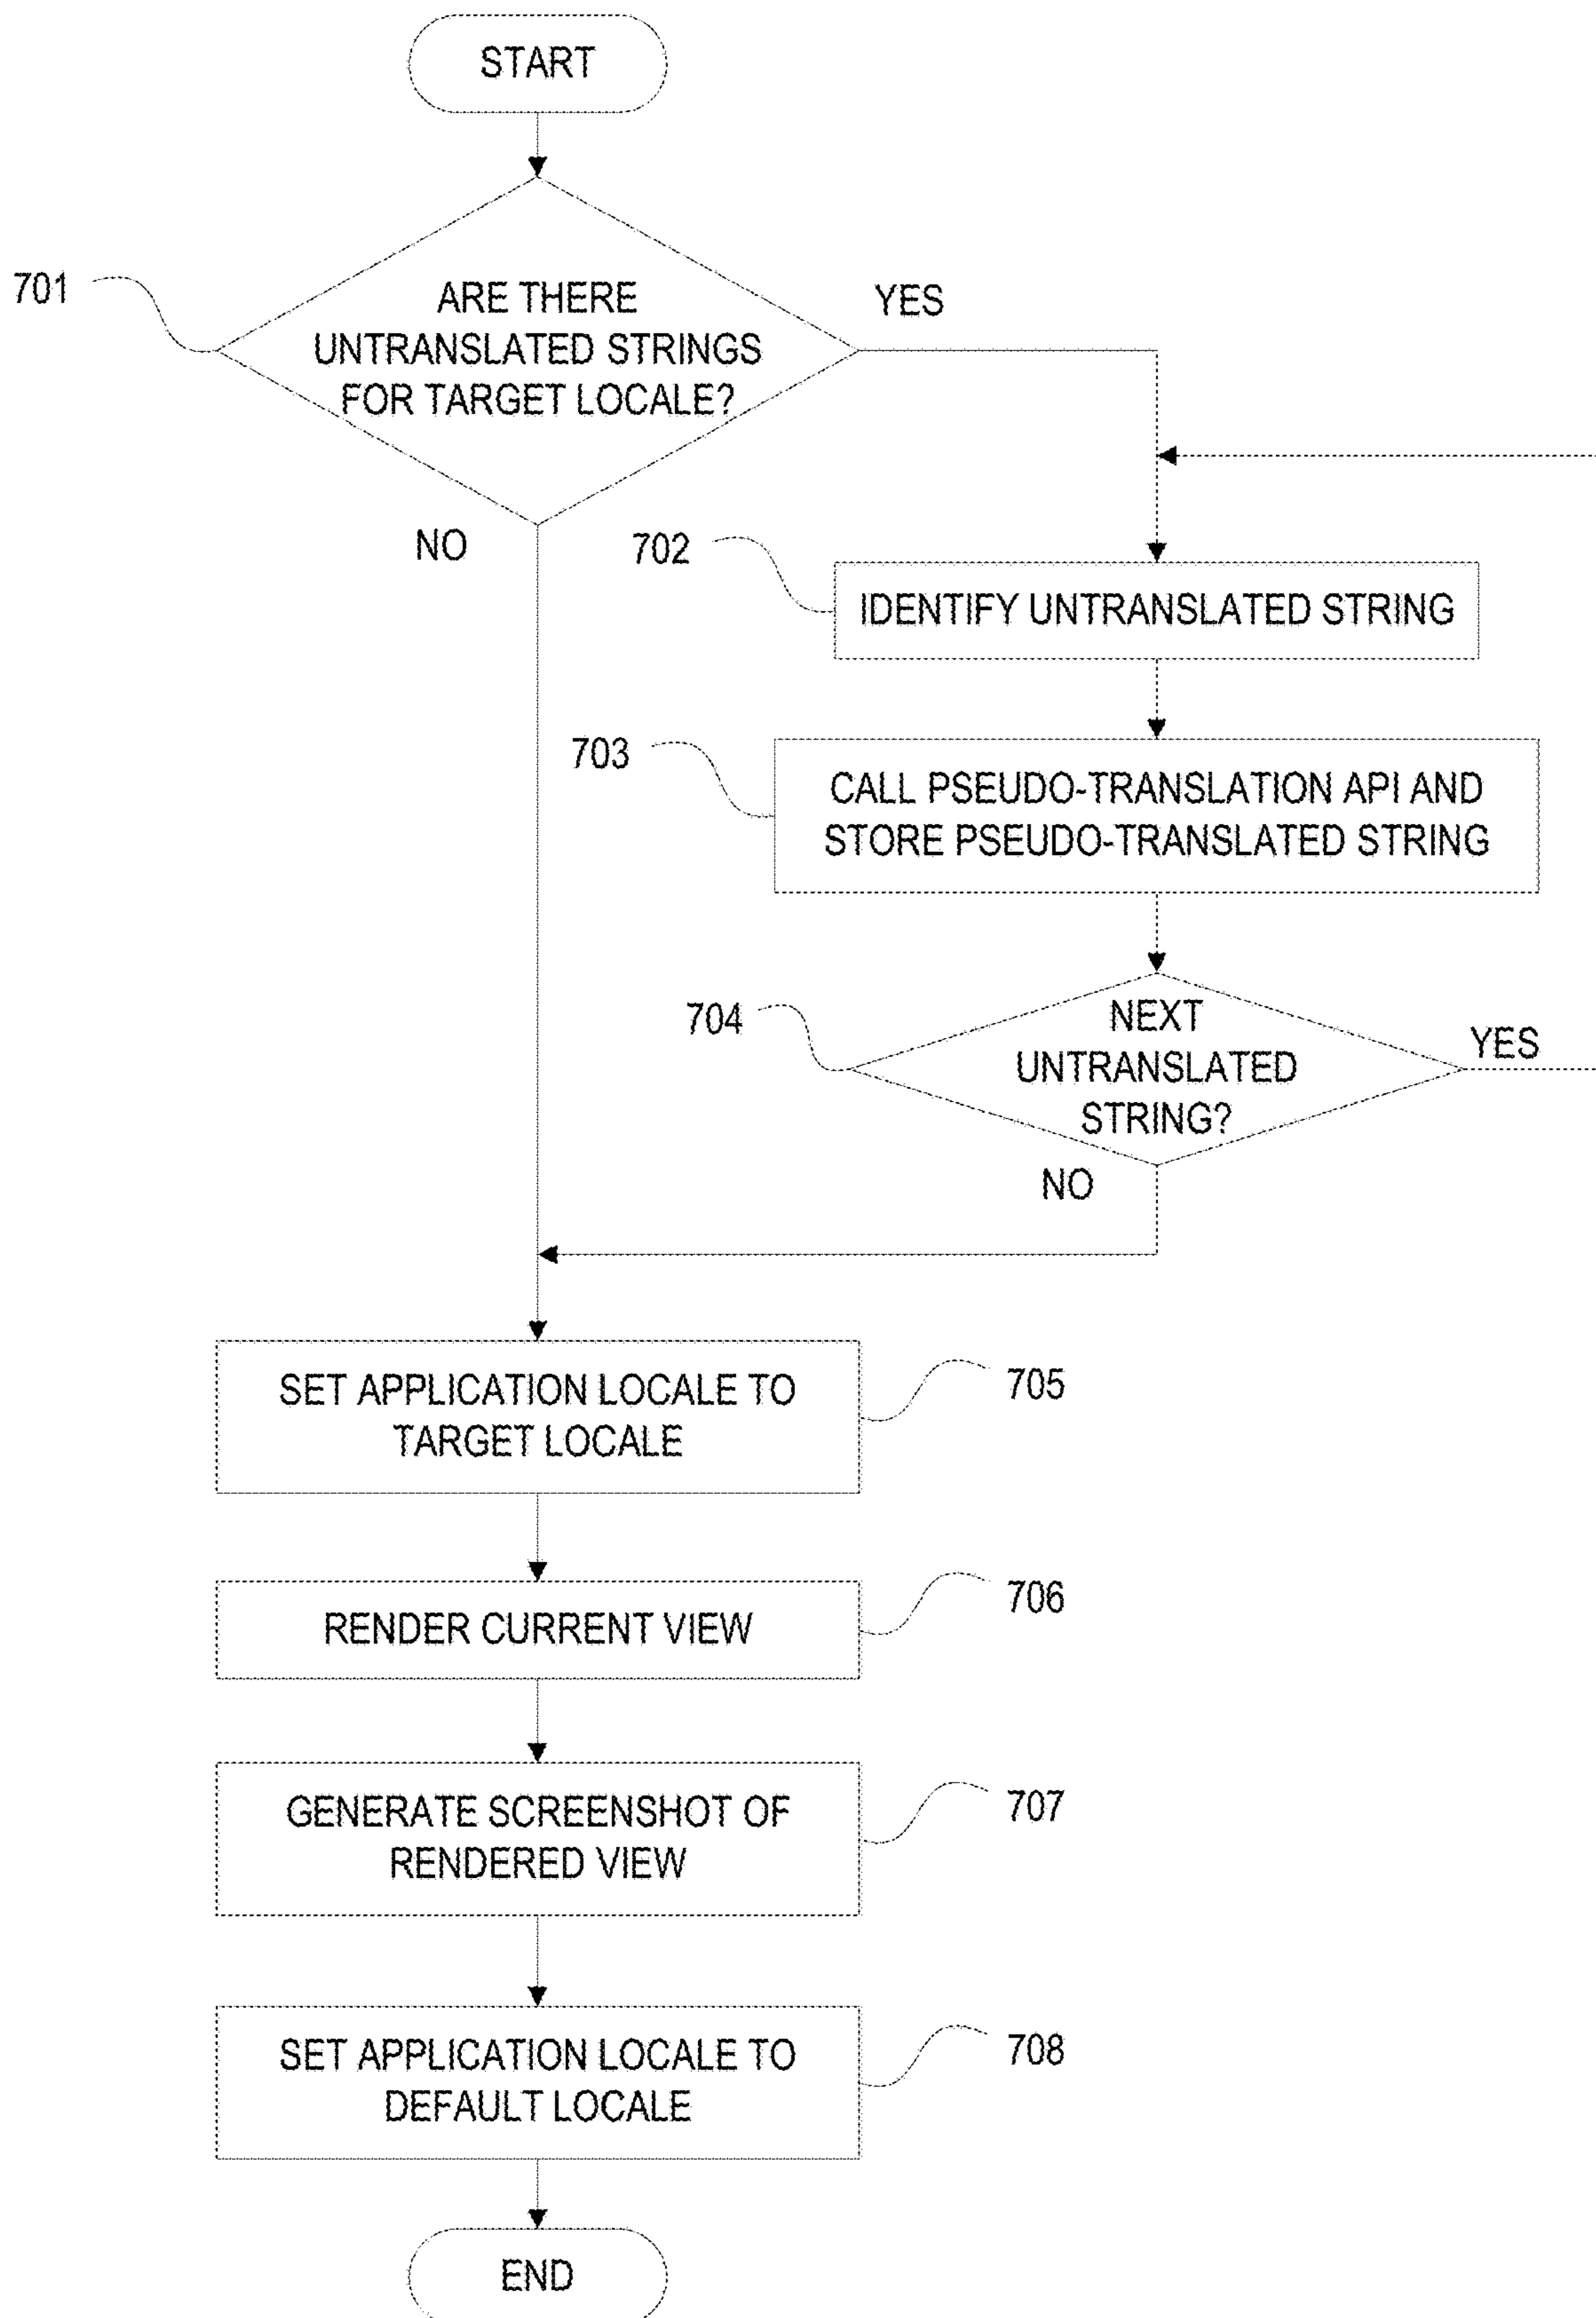 START
701
ARE THERE
UNTRANSLATED STRINGS
FOR TARGET LOCALE?
YES
NO
702
IDENTIFY UNTRANSLATED STRING
703
CALL PSEUDO-TRANSLATION API AND
STORE PSEUDO-TRANSLATED STRING
704
NEXT
UNTRANSLATED
STRING?
YES
NO
SET APPLICATION LOCALE TO
TARGET LOCALE
705
RENDER CURRENT VIEW
706
GENERATE SCREENSHOT OF
RENDERED VIEW
707
SET APPLICATION LOCALE TO
DEFAULT LOCALE
708
END